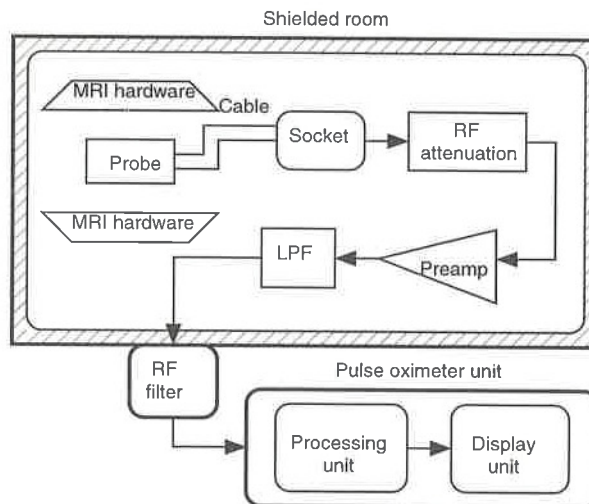 Shielded room
MRI hardware
Cable
Socket
RF
attenuation
Probe
MRI hardware
LPF
Preamp
RF
filter
Pulse oximeter unit
Processing
unit
Display
unit